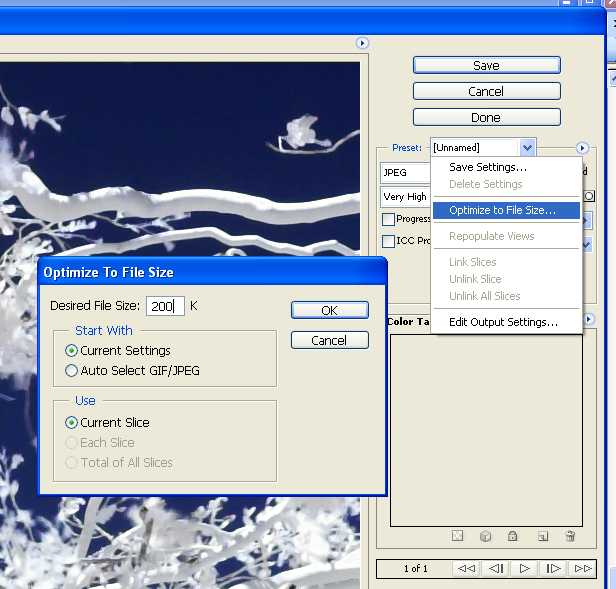 Save
Cancel
Done
Preset: [Unnamed]
JPEG
Very High
Progress
ICC Pro
Save Settings...
Delete Settings
Optimize to File Size...
Repopulate Views
Link Slices
Unlink Slice
Unlink All Slices
Edit Output Settings...
Optimize To File Size
Desired File Size: 200 K
OK
Cancel
Start With
Current Settings
Auto Select GIF/JPEG
Use
Current Slice
Each Slice
Total of All Slices
Color Ta
1 of 1